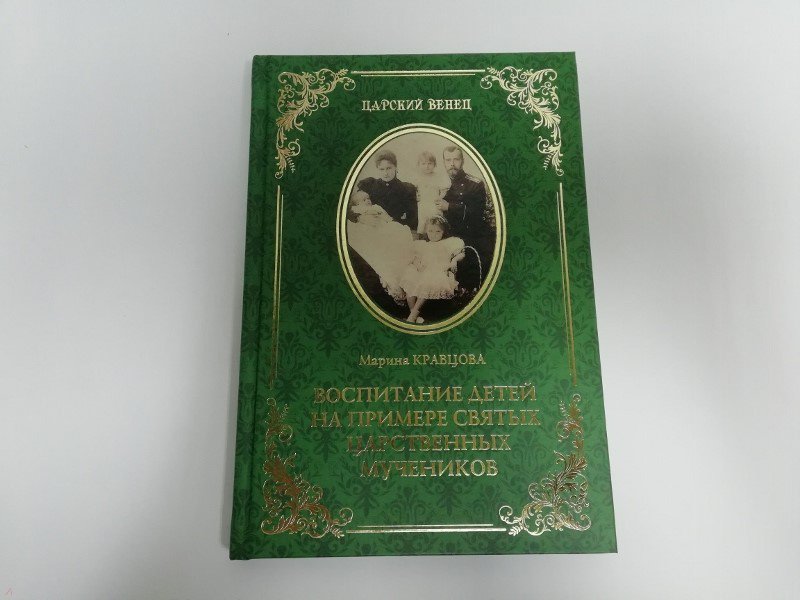 ЦАРСКИЙ ВЕНЕЦ
Марина КРАВЦОВА
ВОСПИТАНИЕ ДЕТЕЙ
НА ПРИМЕРЕ СВЯТЫХ
ЦАРСТВЕННЫХ
МУЧЕНИКОВ